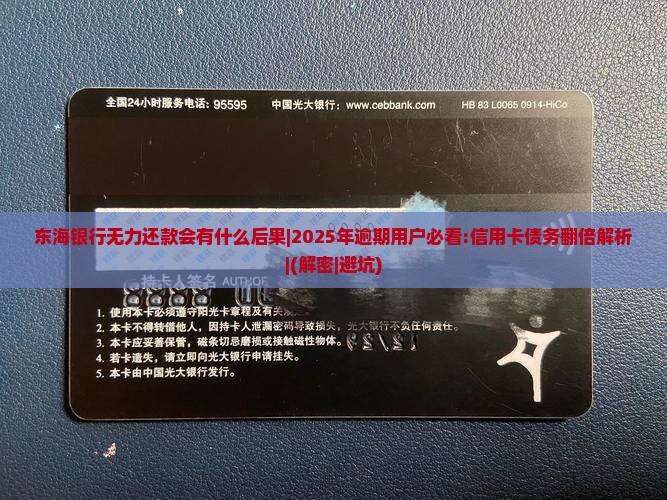 全国24小时服务电话: 95595 中国光大银行: www.cebbank.com HB 83 L0065 0914-HiCo
东海银行无力还款会有什么后果|2025年逾期用户必看:信用卡债务翻倍解析
|(解密|避坑)
持卡人签名
1. 使用本卡必须遵守阳光卡章程及有关
2. 本卡不得转借他人，因持卡人泄漏密码导致损失，光大银行不负任何责任。
3. 本卡应妥善保管，磁条切忌磨损或接触磁性物体。
4. 若卡遗失，请立即向光大银行申请挂失。
5. 本卡由中国光大银行发行。